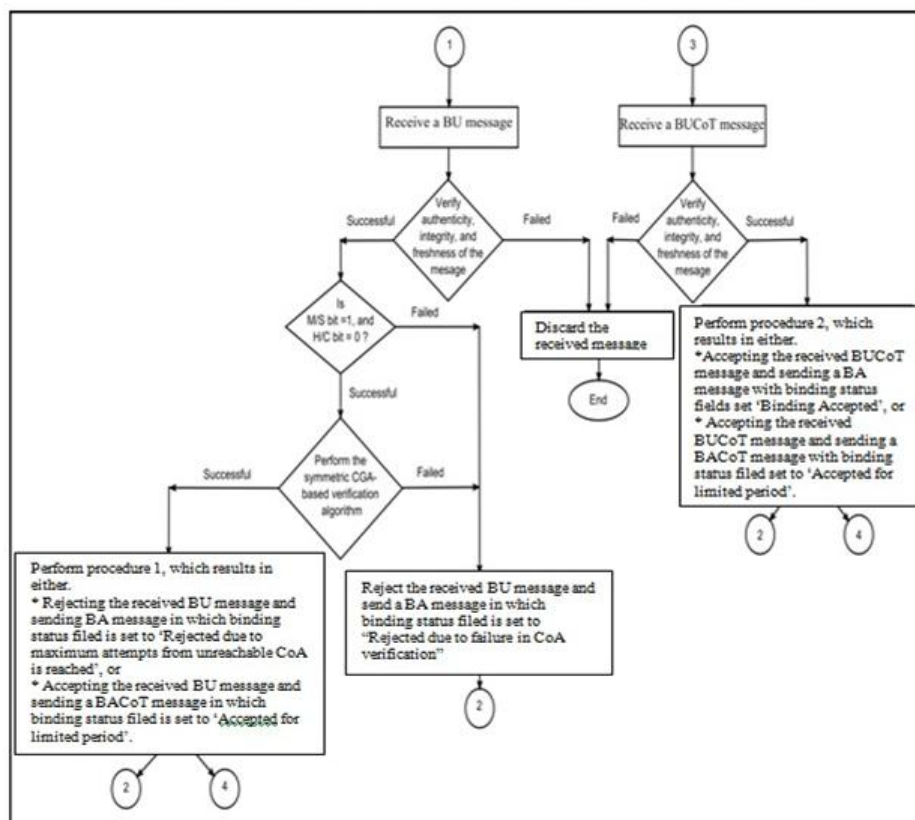 1
3
Receive a BU message
Receive a BUCoT message
Successful
Verify
authenticity,
integrity, and
freshness of the
mesage
Failed
Failed
Verify
authenticity,
integrity, and
freshness of the
mesage
Successful
Is
M/S bit =1, and
H/C bit = 0 ?
Failed
Discard the
received message
End
Perform procedure 2, which
results in either.
*Accepting the received BUCoT
message and sending a BA
message with binding status
fields set ‘Binding Accepted’, or
* Accepting the received
BUCoT message and sending a
BACoT message with binding
status filed set to ‘Accepted for
limited period’.
2
4
Successful
Successful
Perform the
symmetric CGA-
based verification
algorithm
Failed
Perform procedure 1, which results in
either.
* Rejecting the received BU message and
sending BA message in which binding
status filed is set to ‘Rejected due to
maximum attempts from unreachable CoA
is reached’, or
* Accepting the received BU message and
sending a BACoT message in which
binding status filed is set to ‘Accepted for
limited period’.
2
4
Reject the received BU message and
send a BA message in which
binding status filed is set to
“Rejected due to failure in CoA
verification”
2